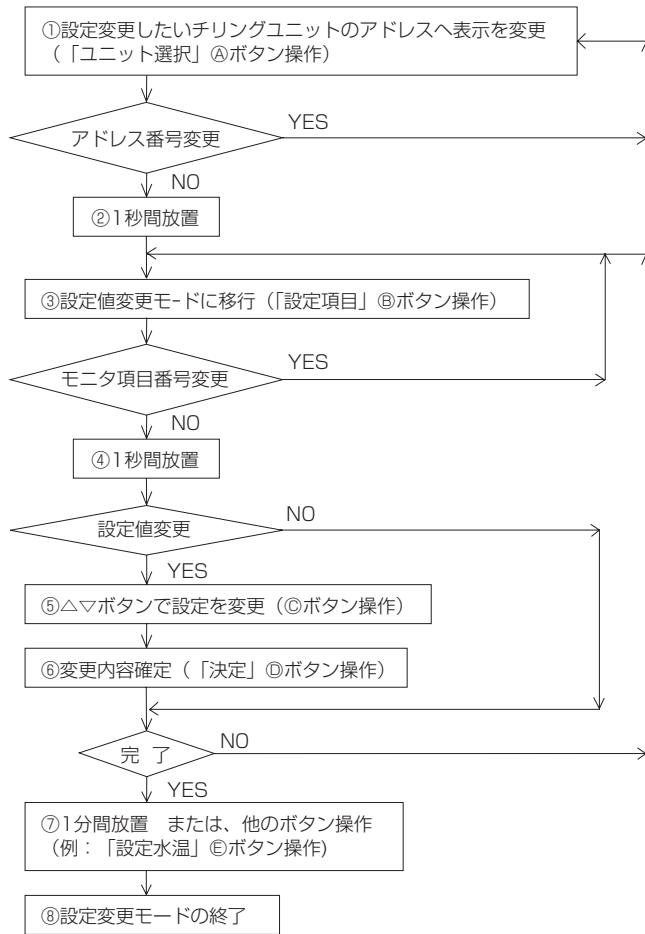 ①設定変更したいチリングユニットのアドレスへ表示を変更
（「ユニット選択」Ⓐボタン操作）
アドレス番号変更
YES
NO
②1秒間放置
③設定値変更モードに移行（「設定項目」Ⓑボタン操作）
モニタ項目番号変更
YES
NO
④1秒間放置
設定値変更
NO
YES
⑤△▽ボタンで設定を変更（Ⓒボタン操作）
⑥変更内容確定（「決定」Ⓓボタン操作）
完 了
NO
YES
⑦1分間放置　または、他のボタン操作
（例：「設定水温」Ⓔボタン操作)
⑧設定変更モードの終了